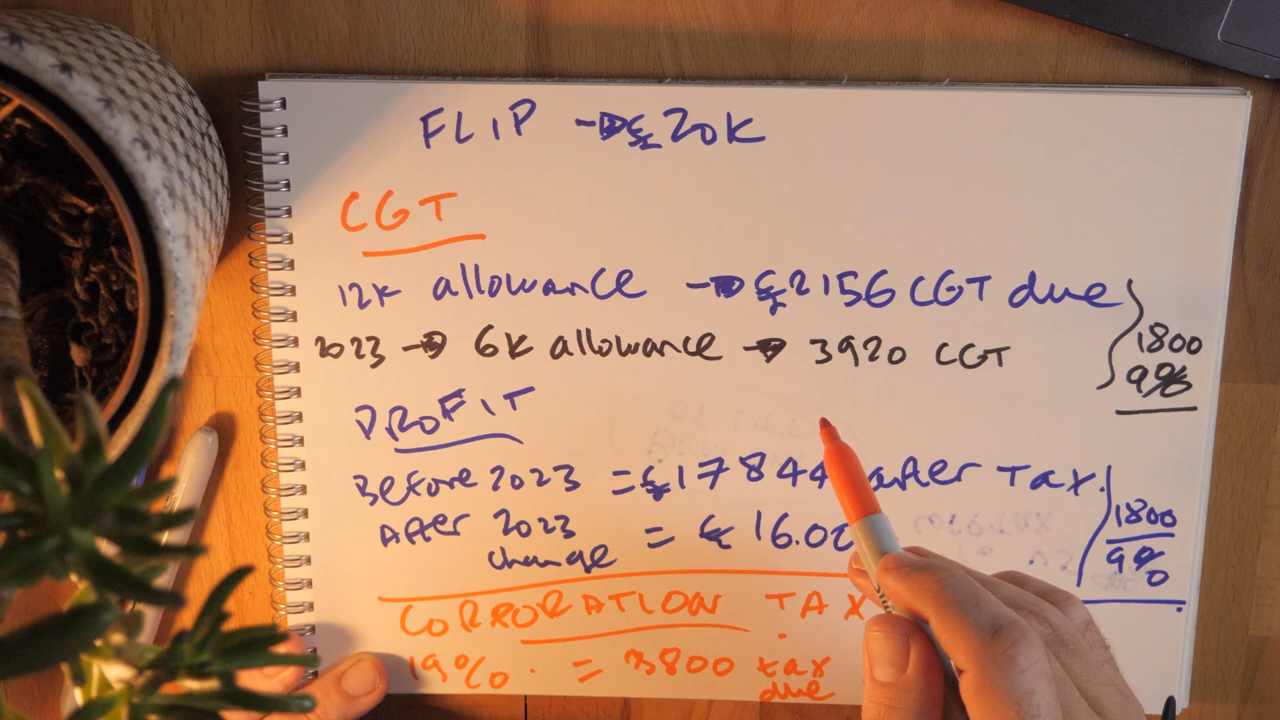 FLIP → £20K
CGT
12K allowance → £2156 CGT due
2023 → 6K allowance → 3920 CGT
1800
9%
PROFIT
Before 2023 = £17844 after Tax.
After 2023 change = £16.00
1800
9%
CORPORATION TAX
19% = 3800 tax due